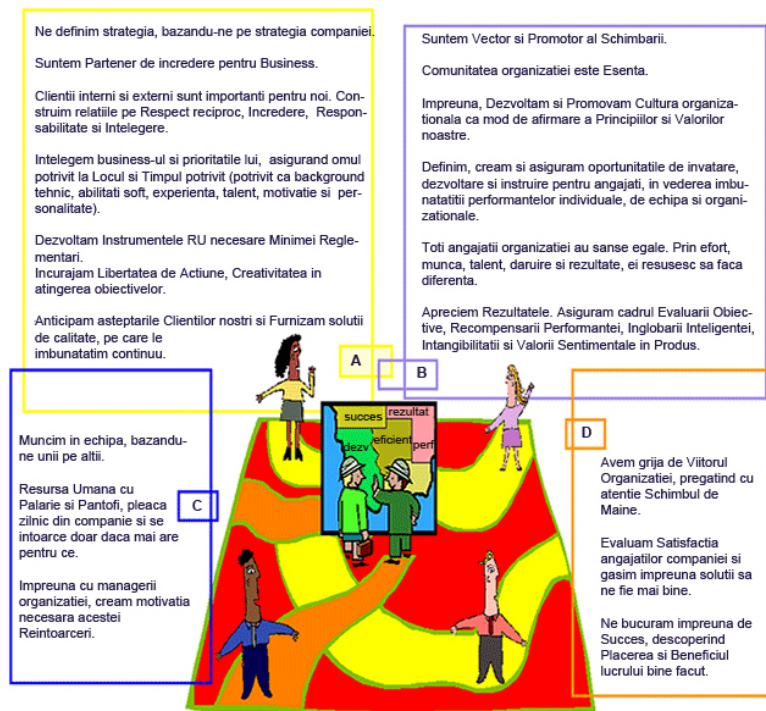 Ne definim strategia, bazandu-ne pe strategia companiei.
Suntem Partener de incredere pentru Business.
Clientii interni si externi sunt importanti pentru noi. Con-
struim relatiile pe Respect reciproc, Incredere, Respon-
sabilitate si Intelegere.
Intelegem business-ul si prioritatile lui, asigurand omul
potrivit la Locul si Timpul potrivit (potrivit ca background
tehnic, abilitati soft, experienta, talent, motivatie si per-
sonalitate).
Dezvoltam Instrumentele RU necesare Minimei Regle-
mentari.
Incurajam Libertatea de Actiune, Creativitatea in
atingerea obiectivelor.
Anticipam asteptarile Clientilor nostri si Furnizam solutii
de calitate, pe care le
imbunatatim continuu.
A
Suntem Vector si Promotor al Schimbarii.
Comunitatea organizatiei este Esenta.
Impreuna, Dezvoltam si Promovam Cultura organiza-
tionala ca mod de afirmare a Principiilor si Valorilor
noastre.
Definim, cream si asiguram oportunitatile de invatare,
dezvoltare si instruire pentru angajati, in vederea imbu-
natatitii performantelor individuale, de echipa si organi-
zationale.
Toti angajatii organizatiei au sanse egale. Prin efort,
munca, talent, daruire si rezultate, ei resusesc sa faca
diferenta.
Apreciem Rezultatele. Asiguram cadrul Evaluarii Obiec-
tive, Recompensarii Performantei, Inglobarii Inteligentei,
Intangibilitatii si Valorii Sentimentale in Produs.
B
Muncim in echipa, bazandu-
ne unii pe altii.
Resursa Umana cu
Palarie si Pantofi, pleaca
zilnic din companie si se
intoarce doar daca mai are
pentru ce.
Impreuna cu managerii
organizatiei, cream motivatia
necesara acestei
Reintoarceri.
C
succes
rezultat
dezv
eficient
perf
D
Avem grija de Viitorul
Organizatiei, pregatind cu
atentie Schimbul de
Maine.
Evaluam Satisfactia
angajatilor companiei si
gasim impreuna solutii sa
ne fie mai bine.
Ne bucuram impreuna de
Succes, descoperind
Placerea si Beneficiul
lucrului bine facut.